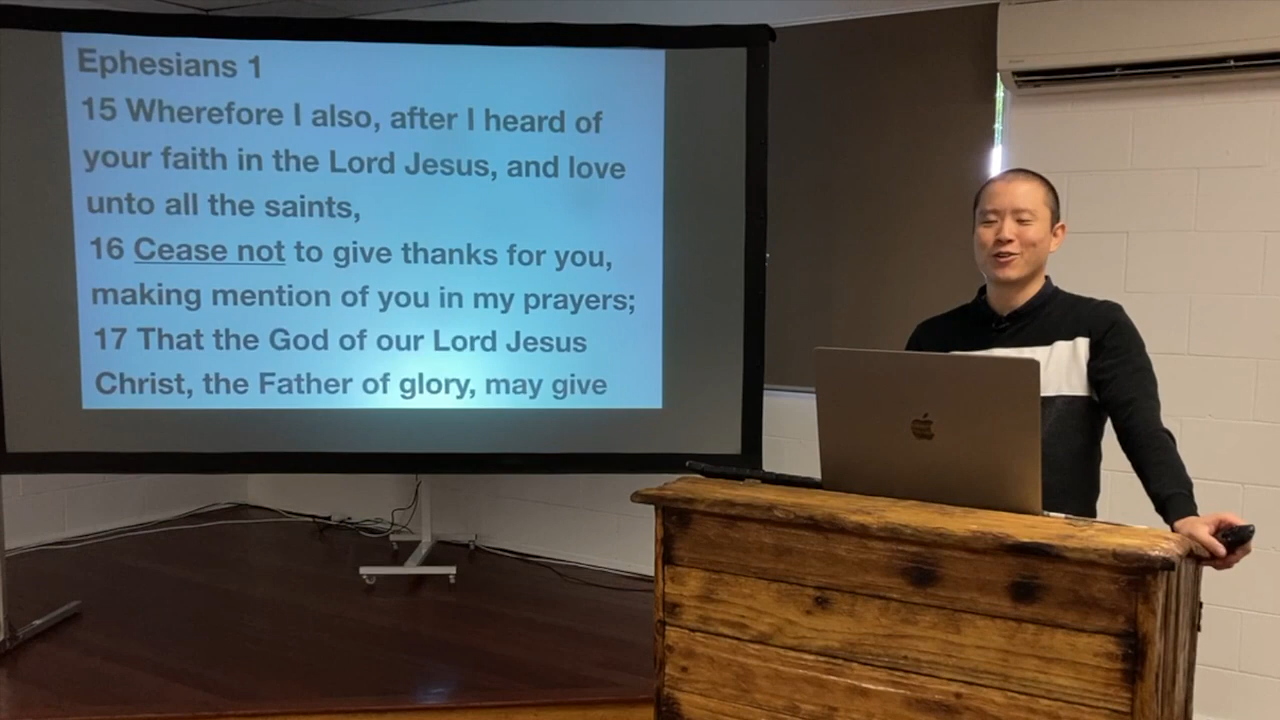 Ephesians 1
15 Wherefore I also, after I heard of
your faith in the Lord Jesus, and love
unto all the saints,
16 Cease not to give thanks for you,
making mention of you in my prayers;
17 That the God of our Lord Jesus
Christ, the Father of glory, may give